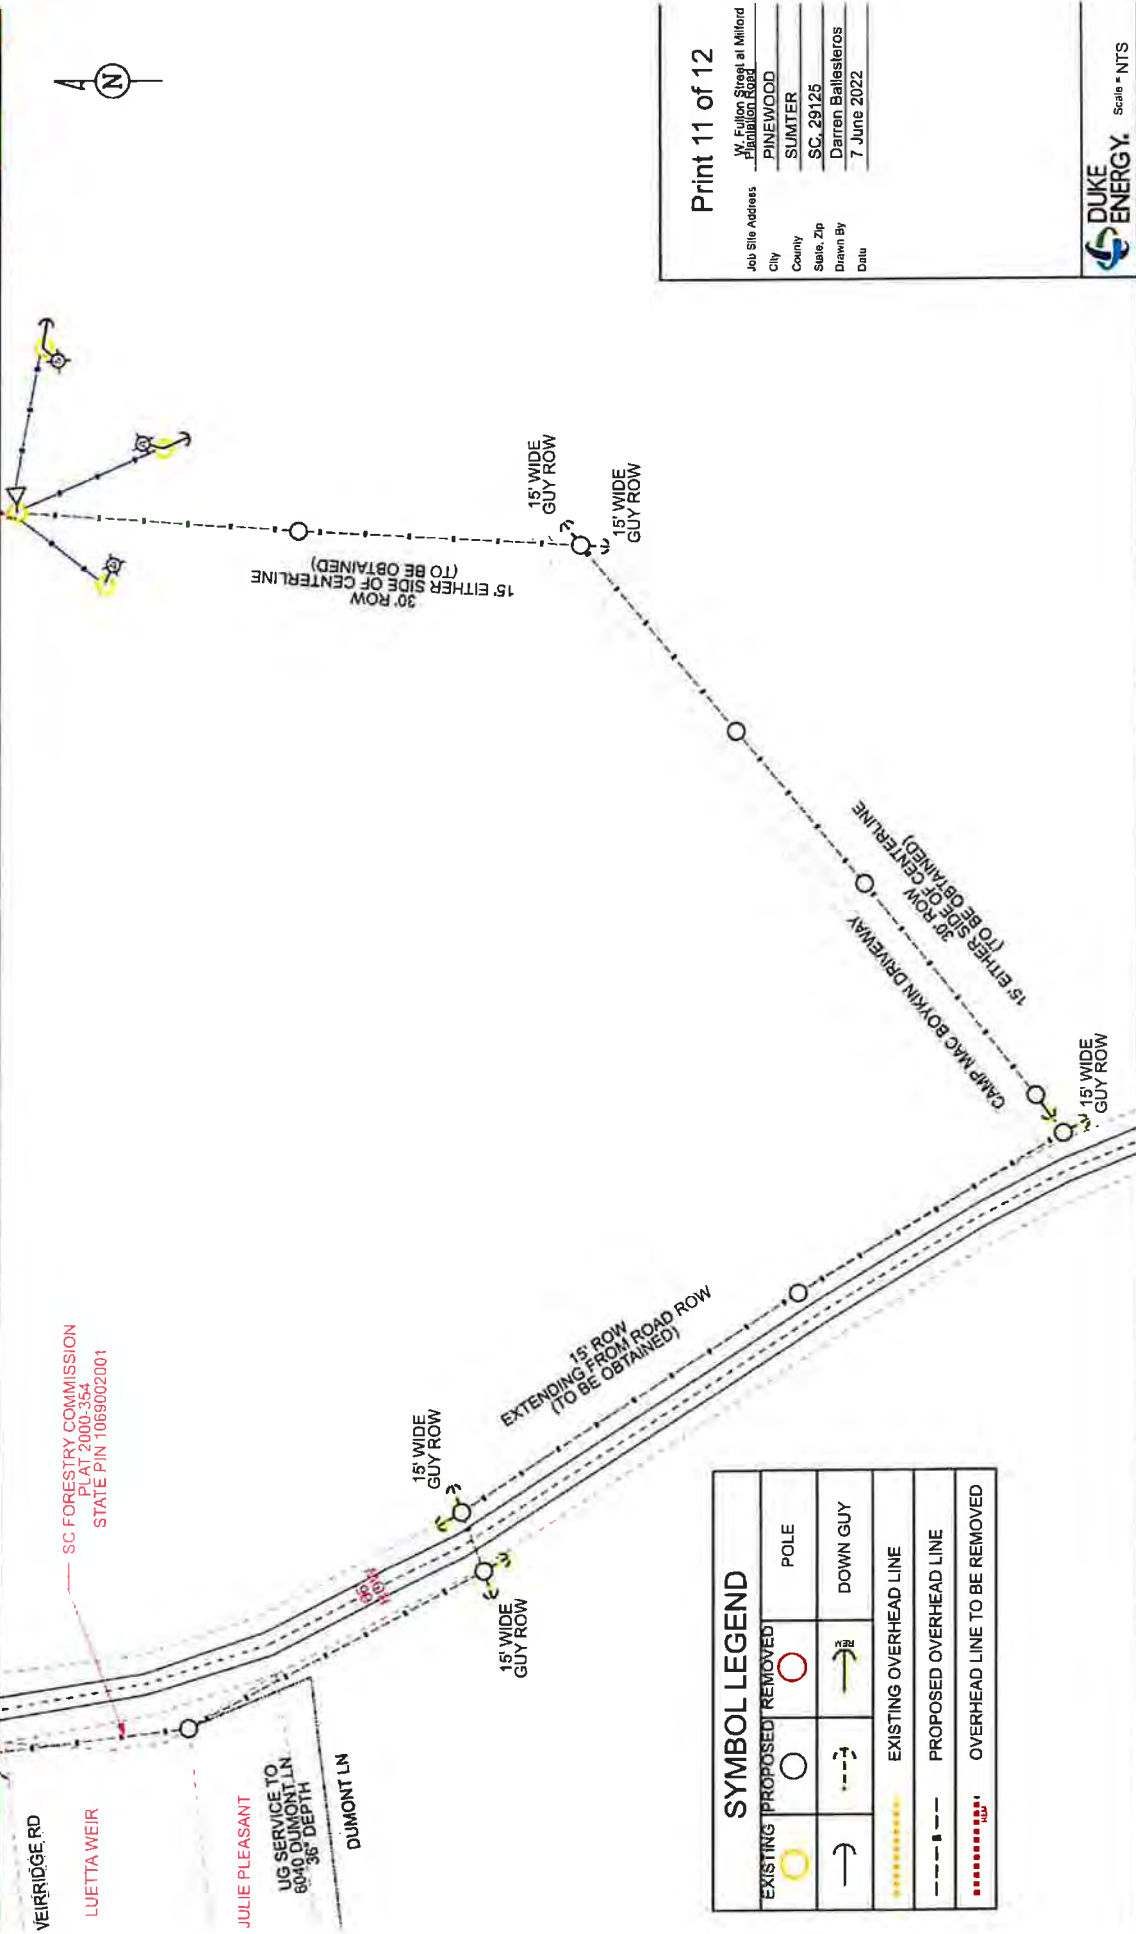 N
Print 11 of 12
Job Site Address W. Fulton Street at Milford
Plantation Road
City PINEWOOD
County SUMTER
State, Zip SC, 29125
Drawn By Darren Ballesteros
Date 7 June 2022
DUKE
ENERGY.
Scale = NTS
SC FORESTRY COMMISSION
PLAT 2000-354
STATE PIN 1069002001
VEIRRIDGE RD
LUETTA WEIR
JULIE PLEASANT
UG SERVICE TO
6040 DUMONT LN
36" DEPTH
DUMONT LN
ROW
15' WIDE
GUY ROW
15' WIDE
GUY ROW
15' ROW
EXTENDING FROM ROAD ROW
(TO BE OBTAINED)
15' WIDE
GUY ROW
CAMP MAC BOYKIN DRIVEWAY
30' ROW
15' EITHER SIDE OF CENTERLINE
(TO BE OBTAINED)
15' WIDE
GUY ROW
15' WIDE
GUY ROW
30' ROW
15' EITHER SIDE OF CENTERLINE
(TO BE OBTAINED)
SYMBOL LEGEND
EXISTING PROPOSED REMOVED
POLE
REM
DOWN GUY
EXISTING OVERHEAD LINE
PROPOSED OVERHEAD LINE
REM
OVERHEAD LINE TO BE REMOVED